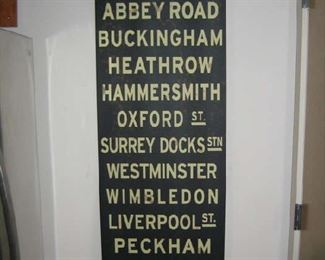 ABBEY ROAD
BUCKINGHAM
HEATHROW
HAMMERSMITH
OXFORD ST.
SURREY DOCKS STN
WESTMINSTER
WIMBLEDON
LIVERPOOL ST.
PECKHAM